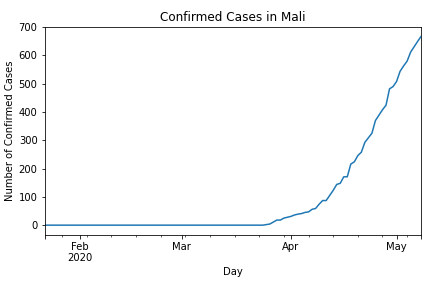 Confirmed Cases in Mali
700
600
500
400
300
200
100
0
Number of Confirmed Cases
Feb
2020
Mar
Apr
May
Day